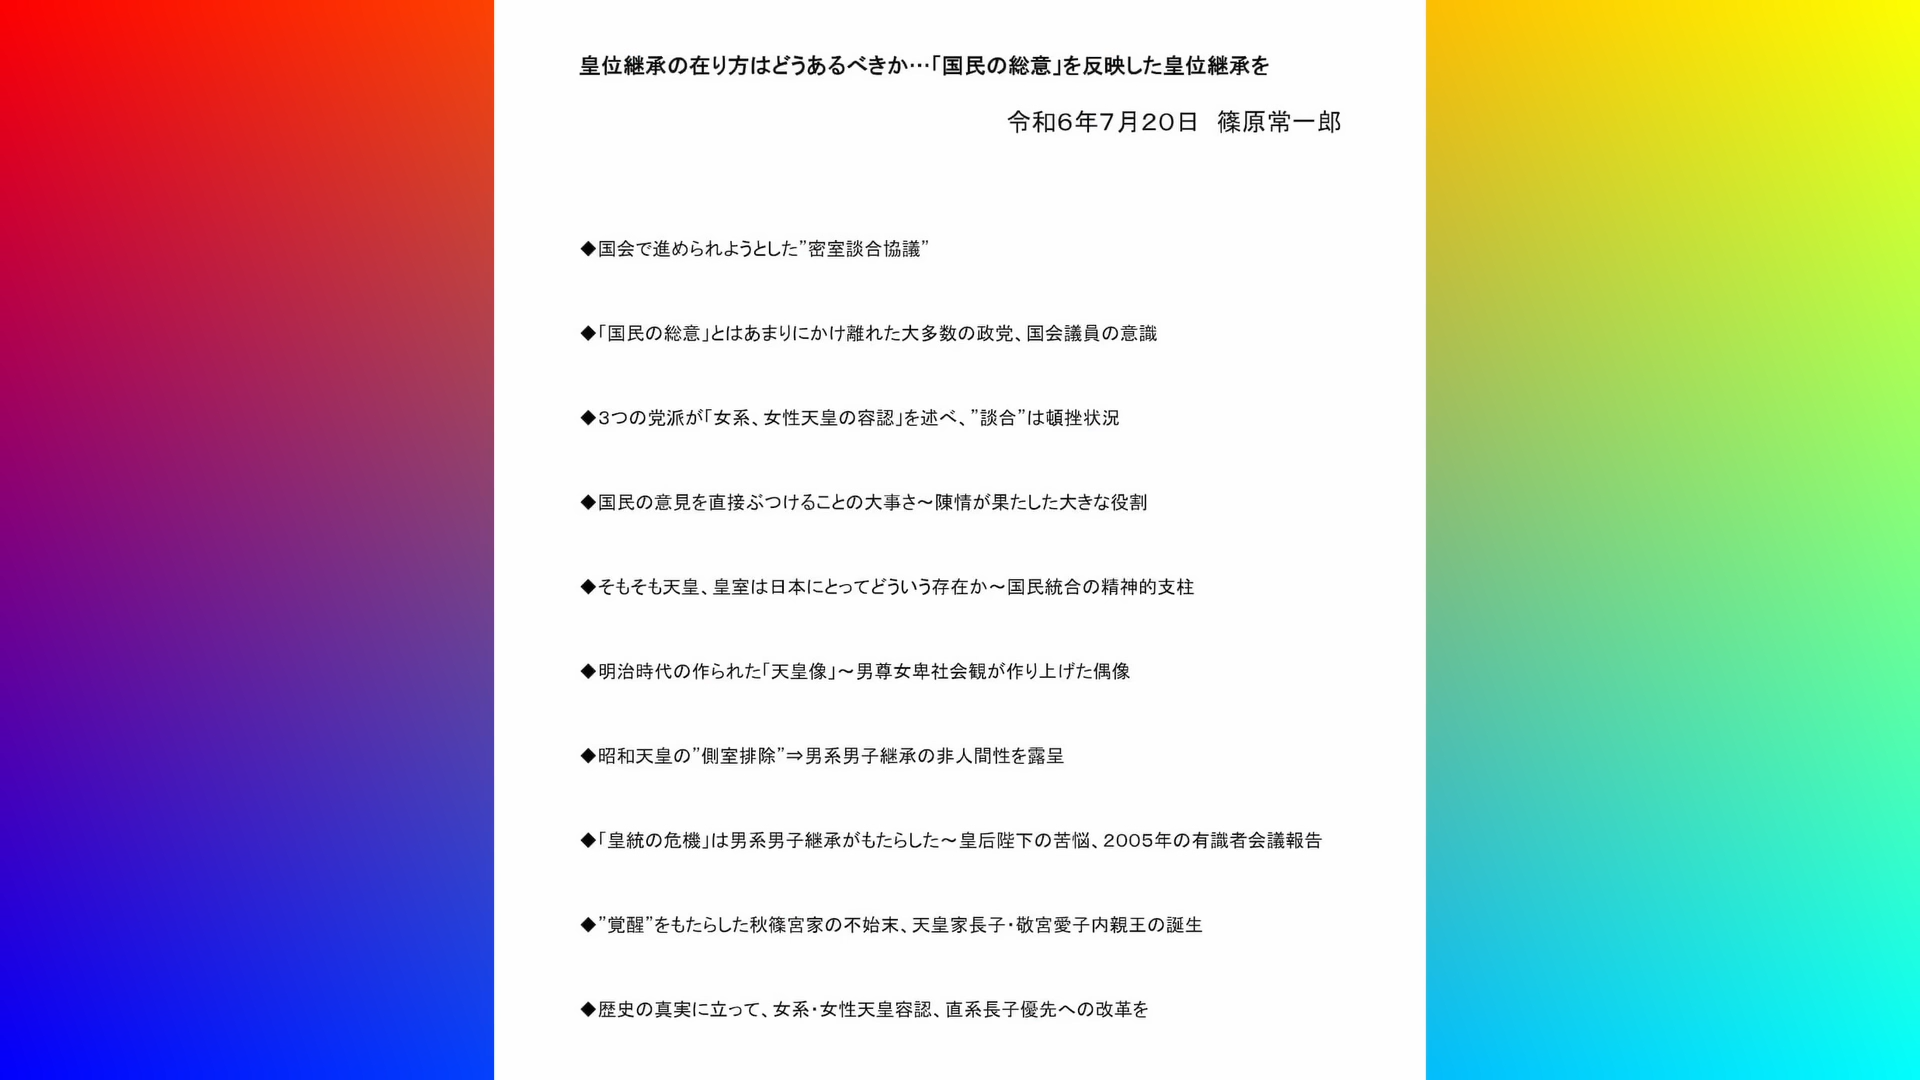 皇位継承の在り方はどうあるべきか…「国民の総意」を反映した皇位継承を
令和6年7月20日　篠原常一郎
◆国会で進められようとした”密室談合協議”
◆「国民の総意」とはあまりにかけ離れた大多数の政党、国会議員の意識
◆3つの党派が「女系、女性天皇の容認」を述べ、”談合”は頓挫状況
◆国民の意見を直接ぶつけることの大事さ～陳情が果たした大きな役割
◆そもそも天皇、皇室は日本にとってどういう存在か～国民統合の精神的支柱
◆明治時代の作られた「天皇像」～男尊女卑社会観が作り上げた偶像
◆昭和天皇の”側室排除”⇒男系男子継承の非人間性を露呈
◆「皇統の危機」は男系男子継承がもたらした～皇后陛下の苦悩、2005年の有識者会議報告
◆”覚醒”をもたらした秋篠宮家の不始末、天皇家長子・敬宮愛子内親王の誕生
◆歴史の真実に立って、女系・女性天皇容認、直系長子優先への改革を